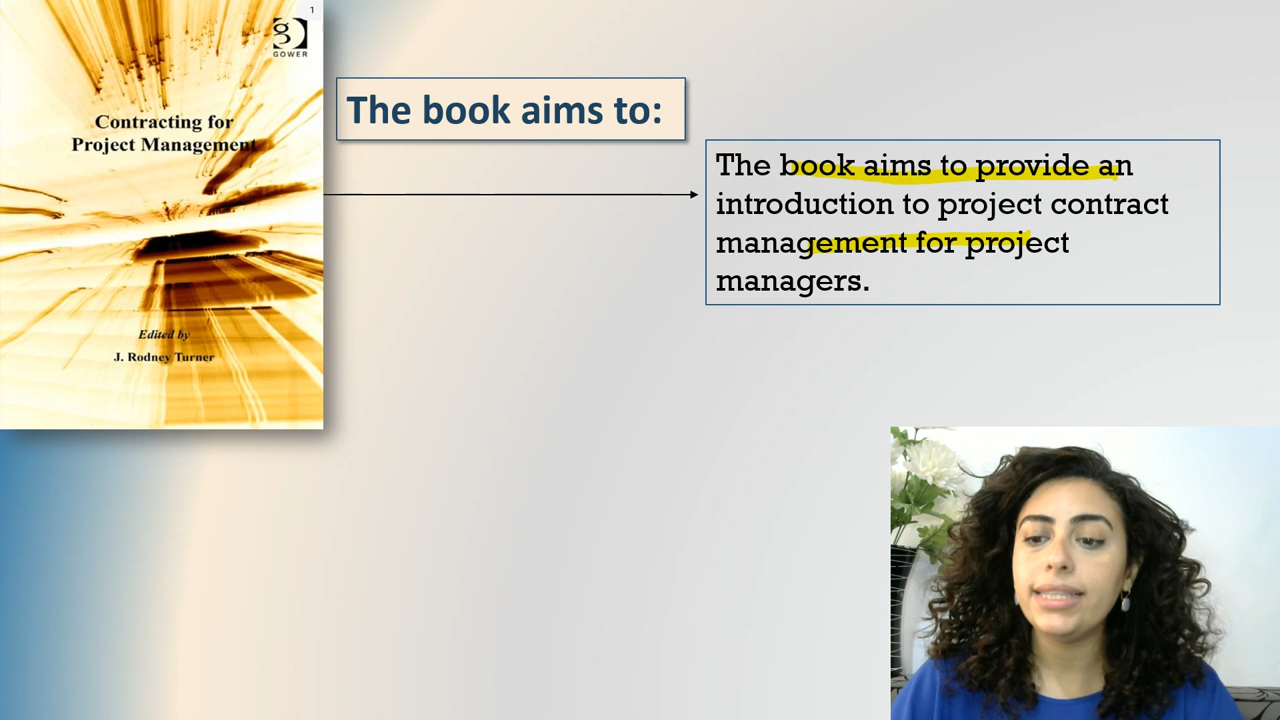 1
g
GOWER
Contracting for
Project Management
Edited by
J. Rodney Turner
The book aims to:
The book aims to provide an
introduction to project contract
management for project
managers.